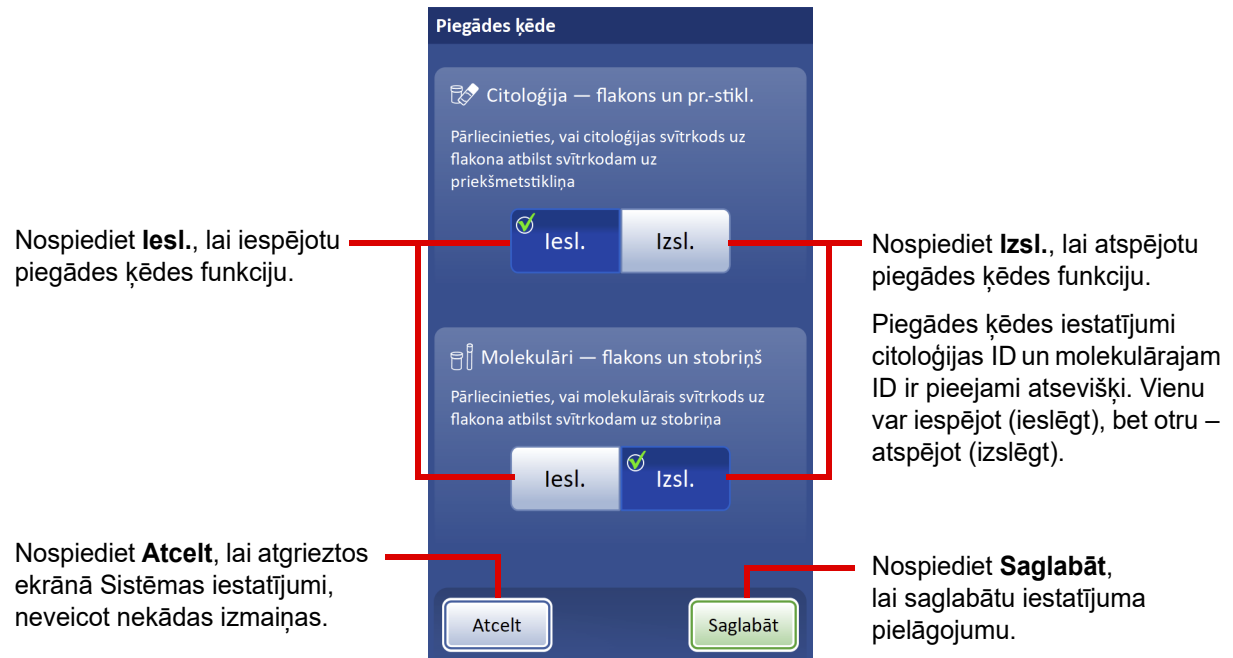 Piegādes ķēde
Citoloģija — flakons un pr.-stikl.
Pārliecinieties, vai citoloģijas svītrkods uz
flakona atbilst svītrkodam uz
priekšmetstikliņa
Iesl.
Izsl.
Nospiediet Iesl., lai iespējotu
piegādes ķēdes funkciju.
Nospiediet Izsl., lai atspējotu
piegādes ķēdes funkciju.
Piegādes ķēdes iestatījumi
citoloģijas ID un molekulārajam
ID ir pieejami atsevišķi. Vienu
var iespējot (ieslēgt), bet otru –
atspējot (izslēgt).
Molekulāri — flakons un stobriņš
Pārliecinieties, vai molekulārais svītrkods uz
flakona atbilst svītrkodam uz stobriņa
Iesl.
Izsl.
Nospiediet Atcelt, lai atgrieztos
ekrānā Sistēmas iestatījumi,
neveicot nekādas izmaiņas.
Atcelt
Saglabāt
Nospiediet Saglabāt,
lai saglabātu iestatījuma
pielāgojumu.